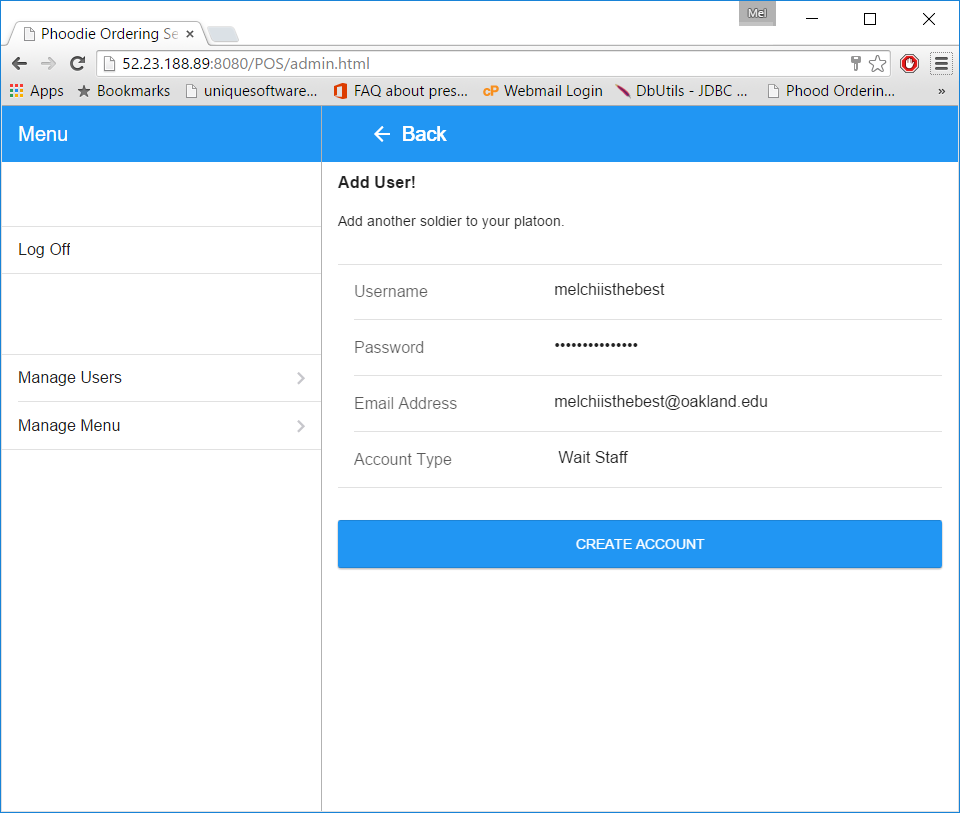 Mel
Phoodie Ordering Se
52.23.188.89:8080/POS/admin.html
Apps Bookmarks uniquesoftware... FAQ about pres... cP Webmail Login DbUtils - JDBC ... Phood Orderin... »
Menu
Back
Add User!
Add another soldier to your platoon.
Log Off
Username melchiisthebest
Password •••••••••••••••
Manage Users
Email Address melchiisthebest@oakland.edu
Manage Menu
Account Type Wait Staff
CREATE ACCOUNT